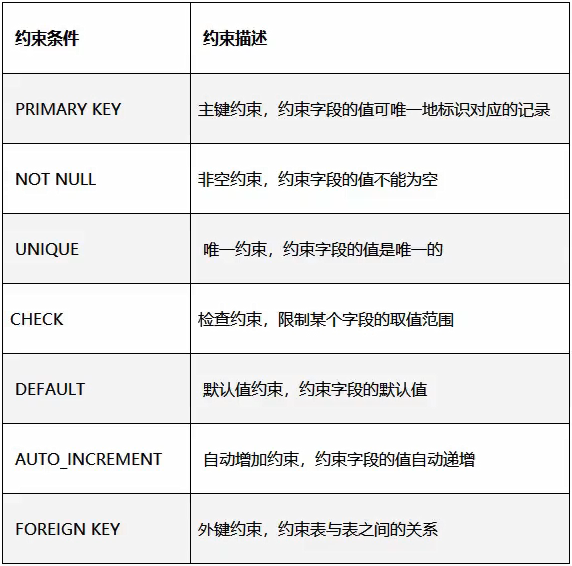 约束条件 约束描述
PRIMARY KEY 主键约束，约束字段的值可唯一地标识对应的记录
NOT NULL 非空约束，约束字段的值不能为空
UNIQUE 唯一约束，约束字段的值是唯一的
CHECK 检查约束，限制某个字段的取值范围
DEFAULT 默认值约束，约束字段的默认值
AUTO_INCREMENT 自动增加约束，约束字段的值自动递增
FOREIGN KEY 外键约束，约束表与表之间的关系